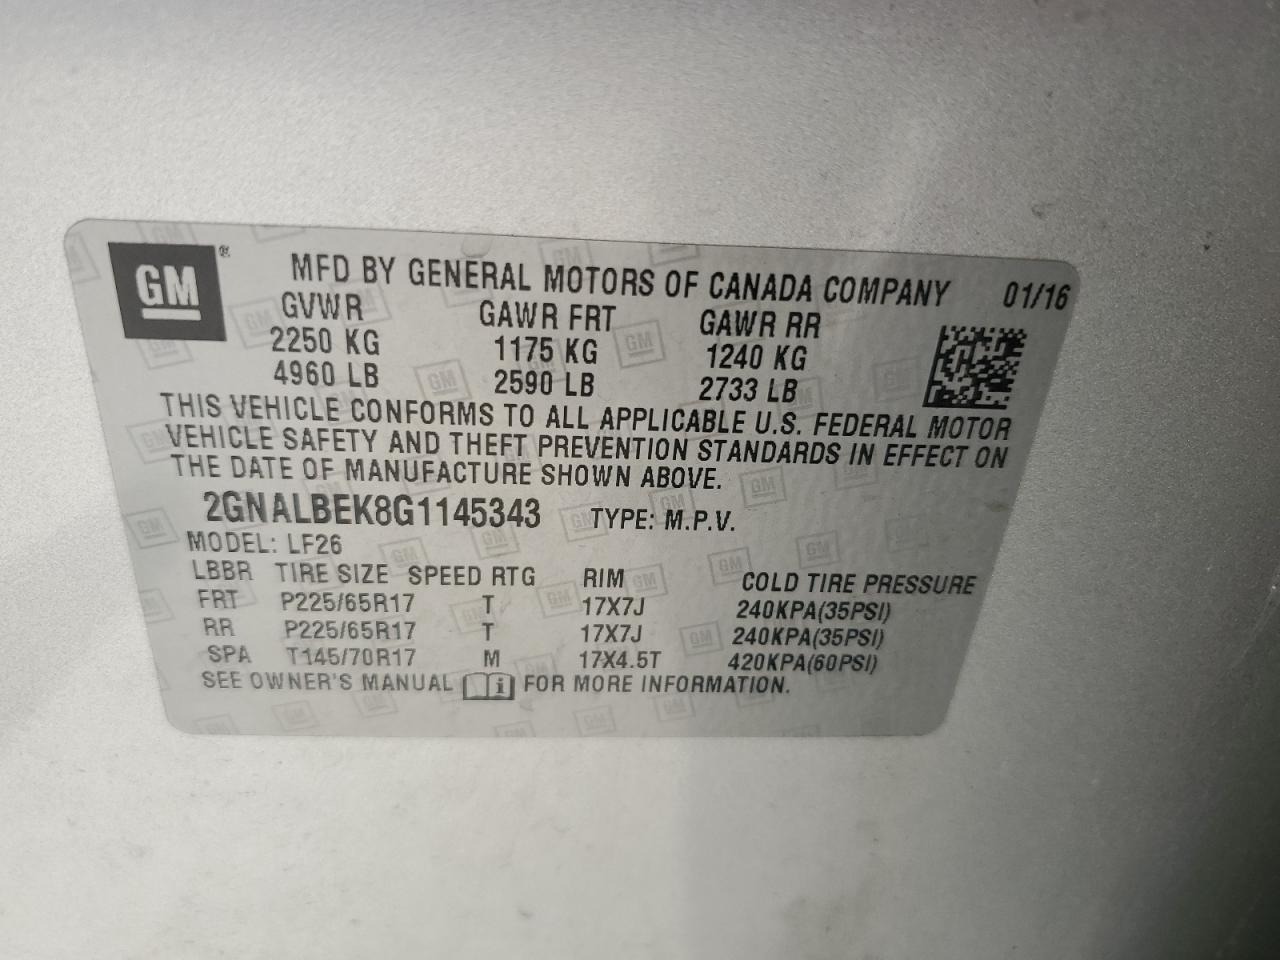 GM ® MFD BY GENERAL MOTORS OF CANADA COMPANY 01/16
GVWR GAWR FRT GAWR RR
2250 KG 1175 KG 1240 KG
4960 LB 2590 LB 2733 LB
THIS VEHICLE CONFORMS TO ALL APPLICABLE U.S. FEDERAL MOTOR
VEHICLE SAFETY AND THEFT PREVENTION STANDARDS IN EFFECT ON
THE DATE OF MANUFACTURE SHOWN ABOVE.
2GNALBEK8G1145343 TYPE: M.P.V.
MODEL: LF26
LBBR TIRE SIZE SPEED RTG RIM COLD TIRE PRESSURE
FRT P225/65R17 T 17X7J 240KPA(35PSI)
RR P225/65R17 T 17X7J 240KPA(35PSI)
SPA T145/70R17 M 17X4.5T 420KPA(60PSI)
SEE OWNER'S MANUAL i FOR MORE INFORMATION.